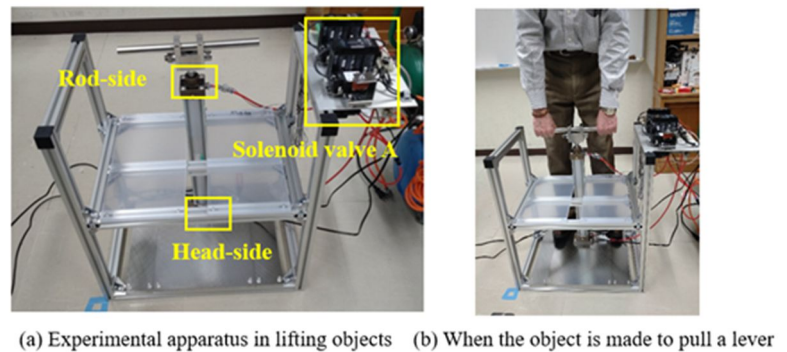 Rod-side
Solenoid valve A
Head-side
(a) Experimental apparatus in lifting objects (b) When the object is made to pull a lever